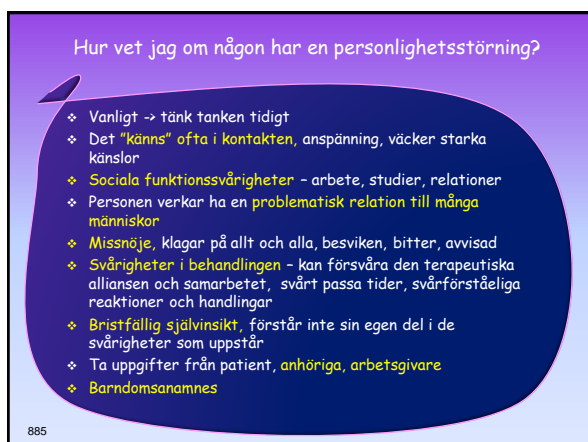 Hur vet jag om någon har en personlighetsstörning?
❖ Vanligt -> tänk tanken tidigt
❖ Det "känns" ofta i kontakten, anspänning, väcker starka
känslor
❖ Sociala funktionssvårigheter – arbete, studier, relationer
❖ Personen verkar ha en problematisk relation till många
människor
❖ Missnöje, klagar på allt och alla, besviken, bitter, avvisad
❖ Svårigheter i behandlingen – kan försvåra den terapeutiska
alliansen och samarbetet, svårt passa tider, svårförståeliga
reaktioner och handlingar
❖ Bristfällig självinsikt, förstår inte sin egen del i de
svårigheter som uppstår
❖ Ta uppgifter från patient, anhöriga, arbetsgivare
❖ Barndomsanamnes
885